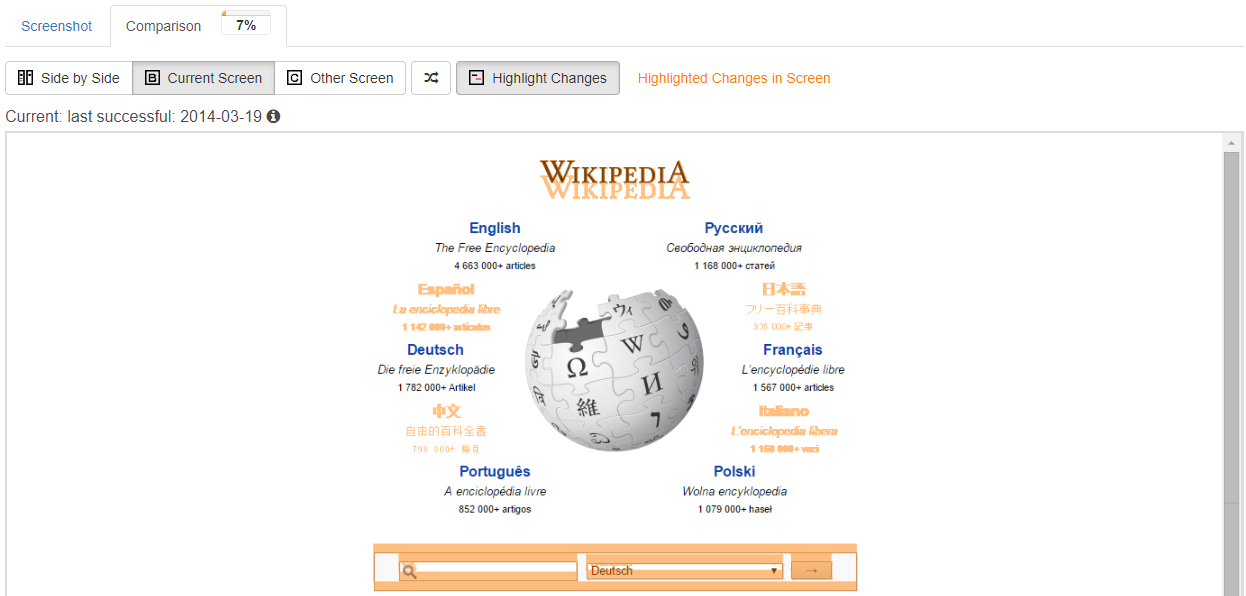 Screenshot Comparison 7%
Side by Side B Current Screen C Other Screen Highlight Changes Highlighted Changes in Screen
Current: last successful: 2014-03-19
WIKIPEDIA
English Русский
The Free Encyclopedia Свободная энциклопедия
4 663 000+ articles 1 168 000+ статей
Español 日本語
La enciclopedia libre フリー百科事典
1 142 000+ artículos 936 000+ 記事
Deutsch Français
Die freie Enzyklopädie L'encyclopédie libre
1 782 000+ Artikel 1 567 000+ articles
中文 Italiano
自由的百科全書 L'enciclopedia libera
798 000+ 條目 voci
Português Polski
A enciclopédia livre Wolna encyklopedia
852 000+ artigos 1 079 000+ haseł
Deutsch